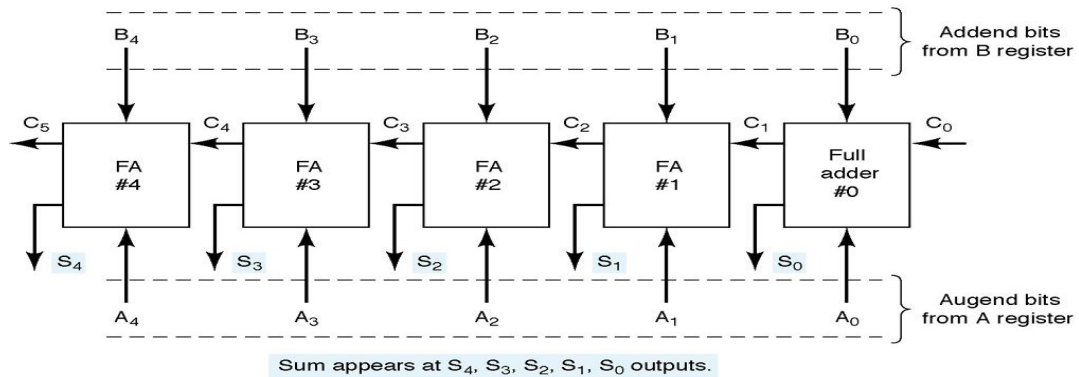 B₄ B₃ B₂ B₁ B₀ Addend bits
from B register
C₅ C₄ C₃ C₂ C₁ C₀
FA
#4
FA
#3
FA
#2
FA
#1
Full
adder
#0
S₄ S₃ S₂ S₁ S₀
A₄ A₃ A₂ A₁ A₀ Augend bits
from A register
Sum appears at S₄, S₃, S₂, S₁, S₀ outputs.